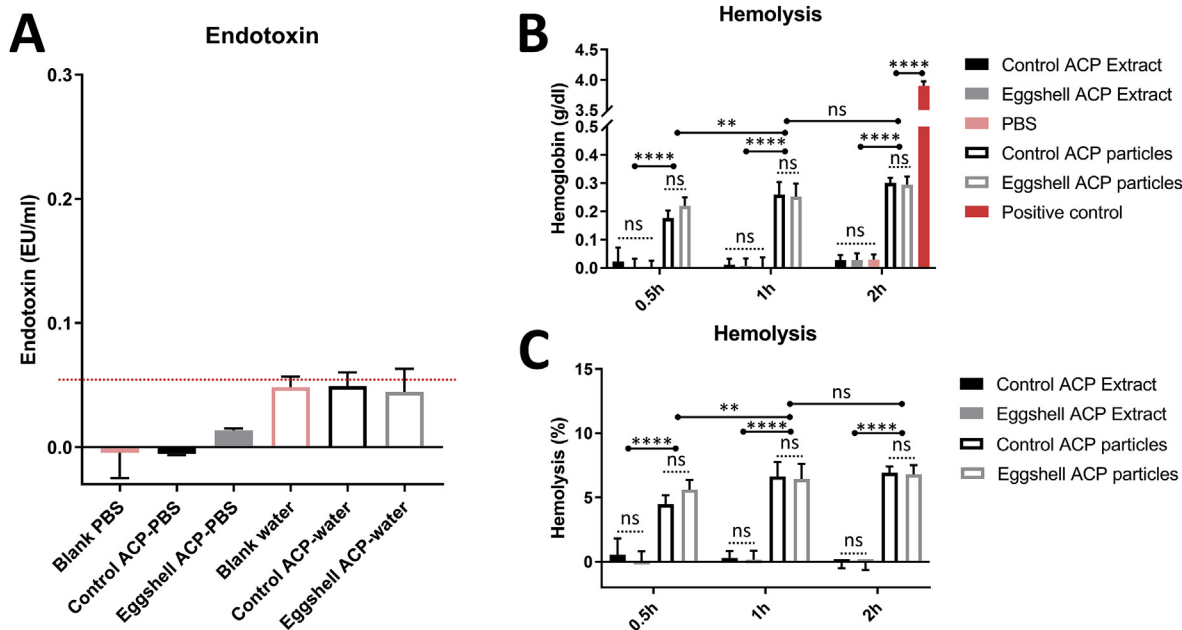 A
Endotoxin
Endotoxin (EU/ml)
0.3
0.2
0.1
0.0
Blank PBS
Control ACP-PBS
Eggshell ACP-PBS
Blank water
Control ACP-water
Eggshell ACP-water
B
Hemolysis
Hemoglobin (g/dl)
4.5
4.0
3.5
0.5
0.4
0.3
0.2
0.1
0.0
ns
****
ns
**
ns
****
ns
ns
ns
****
ns
****
0.5h
1h
2h
Control ACP Extract
Eggshell ACP Extract
PBS
Control ACP particles
Eggshell ACP particles
Positive control
C
Hemolysis
Hemolysis (%)
15
10
5
0
ns
****
ns
**
ns
****
ns
ns
ns
****
ns
0.5h
1h
2h
Control ACP Extract
Eggshell ACP Extract
Control ACP particles
Eggshell ACP particles